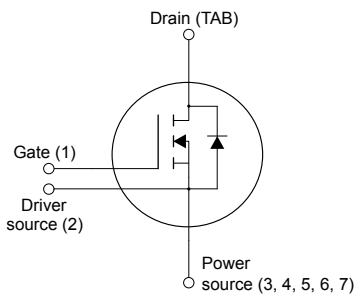 Drain (TAB)
Gate (1)
Driver
source (2)
Power
source (3, 4, 5, 6, 7)